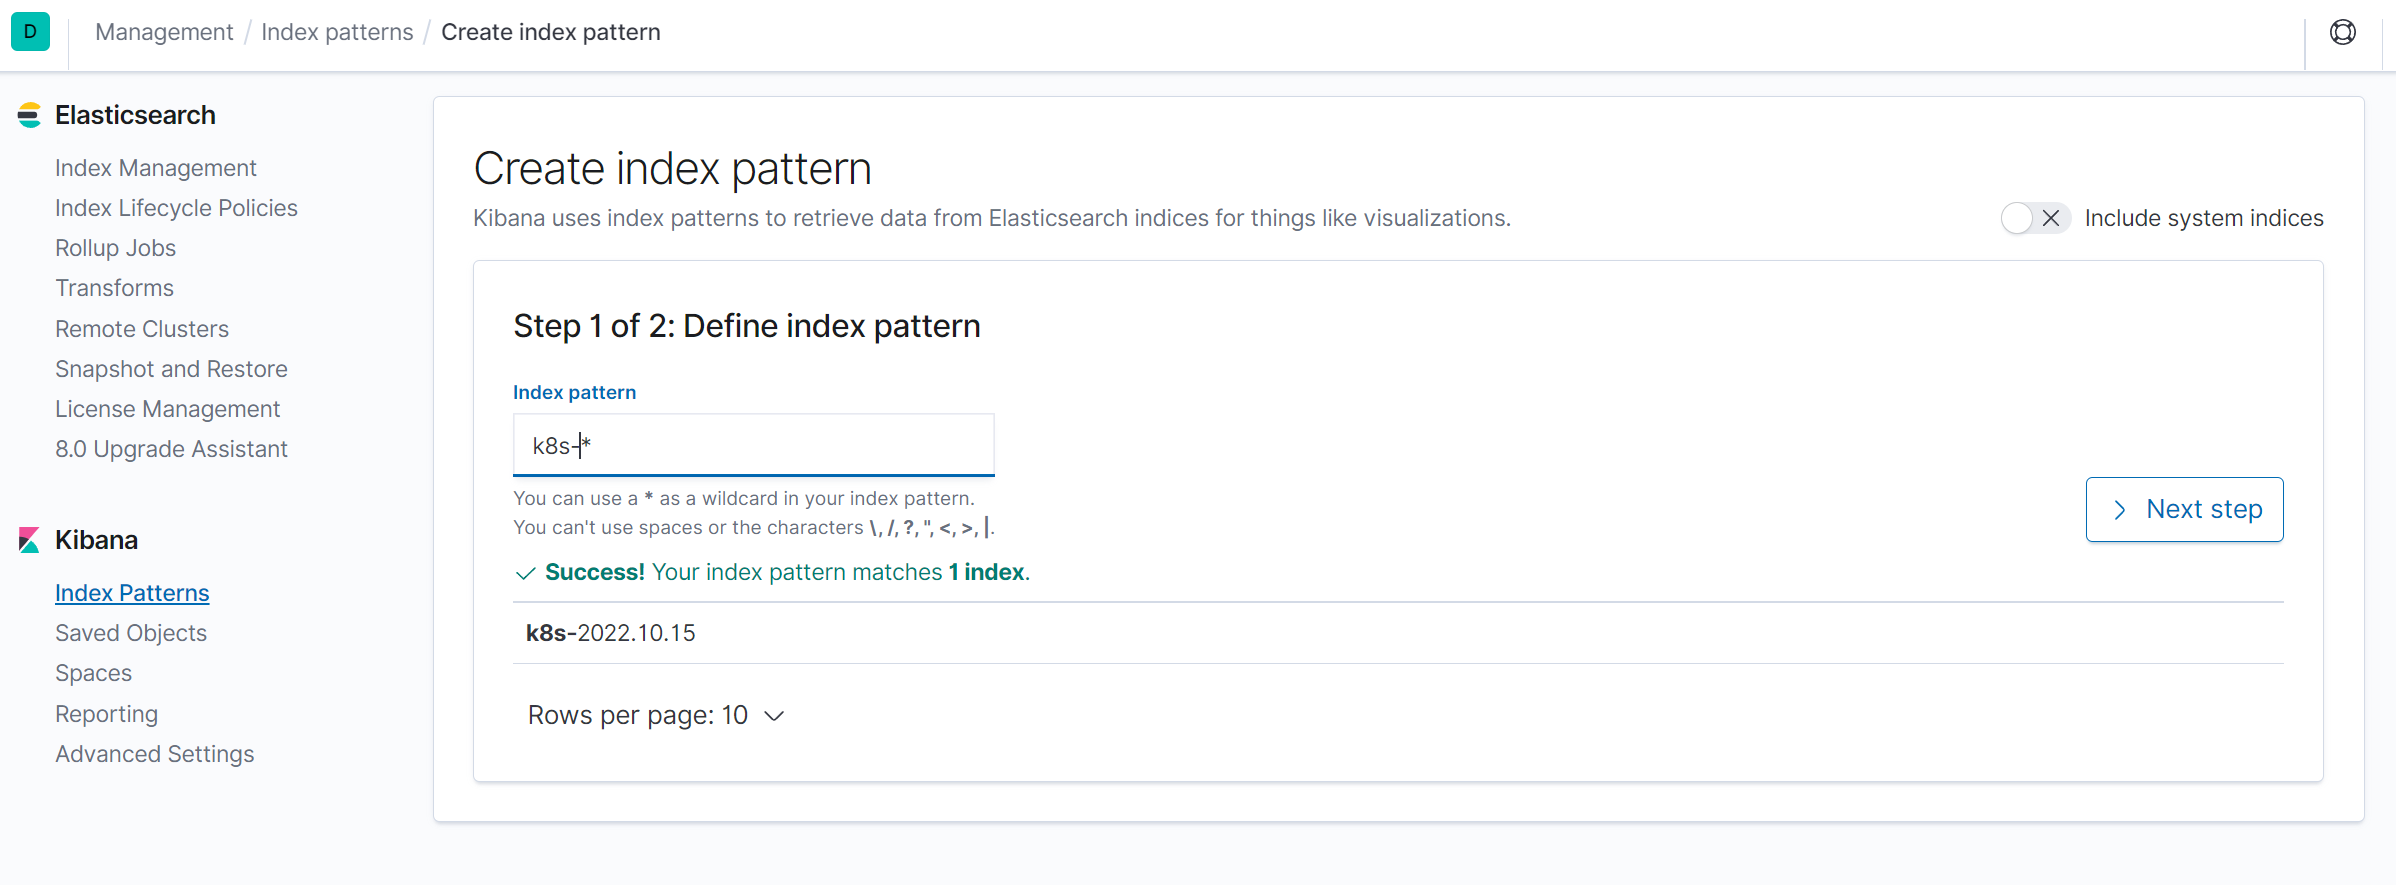 D
Management / Index patterns / Create index pattern
Elasticsearch
Index Management
Index Lifecycle Policies
Rollup Jobs
Transforms
Remote Clusters
Snapshot and Restore
License Management
8.0 Upgrade Assistant
Kibana
Index Patterns
Saved Objects
Spaces
Reporting
Advanced Settings
Create index pattern
Kibana uses index patterns to retrieve data from Elasticsearch indices for things like visualizations.
Include system indices
Step 1 of 2: Define index pattern
Index pattern
k8s-*
You can use a * as a wildcard in your index pattern.
You can't use spaces or the characters \, /, ?, ", <, >, |.
Next step
Success! Your index pattern matches 1 index.
k8s-2022.10.15
Rows per page: 10